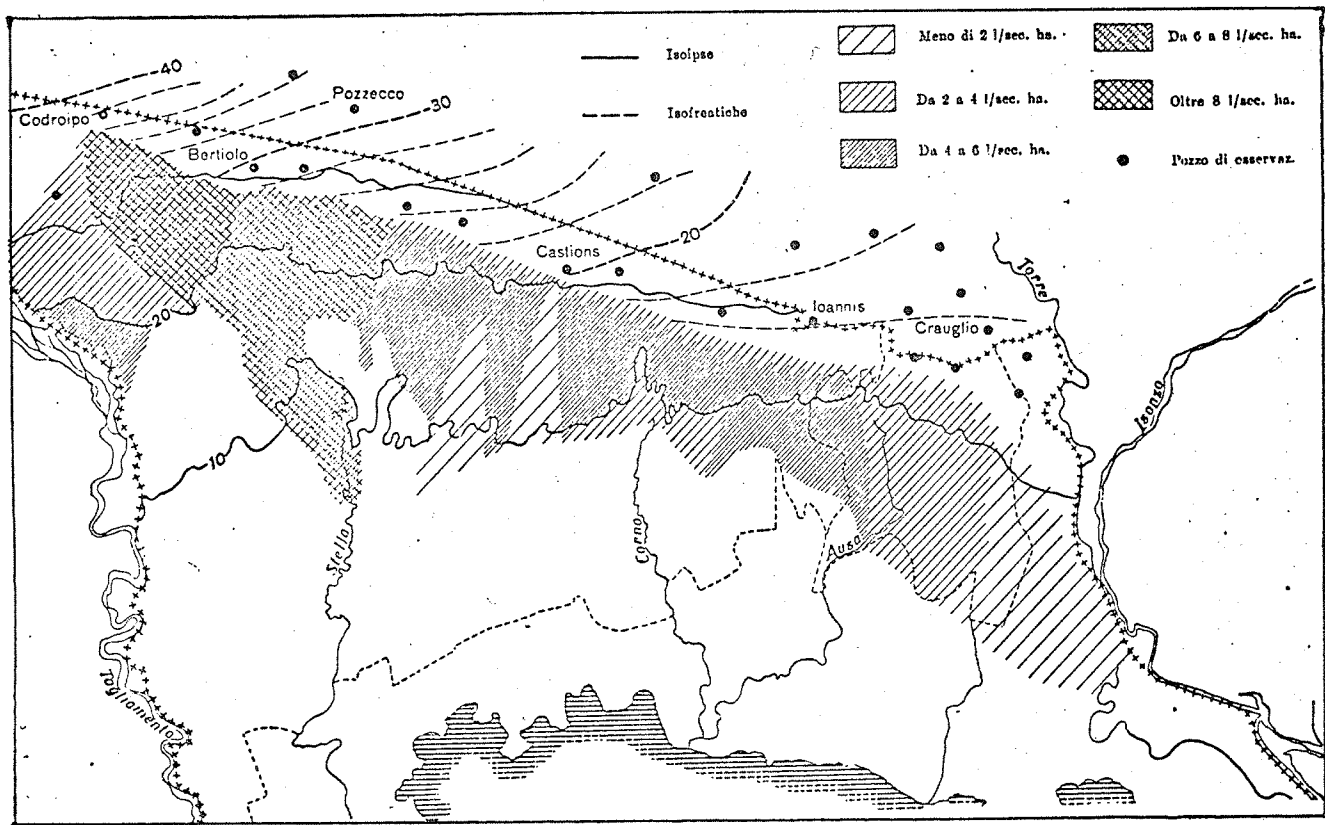 Isoipse
Isofreatiche
Meno di 2 l/sec. ha.
Da 2 a 4 l/sec. ha.
Da 4 a 6 l/sec. ha.
Da 6 a 8 l/sec. ha.
Oltre 8 l/sec. ha.
Pozzo di osservaz.
40
Pozzecco
30
Codroipo
Bertiolo
20
Castions
Ioannis
Crauglio
Torre
Isonzo
20
10
Stella
Corno
Ausa
Tagliamento